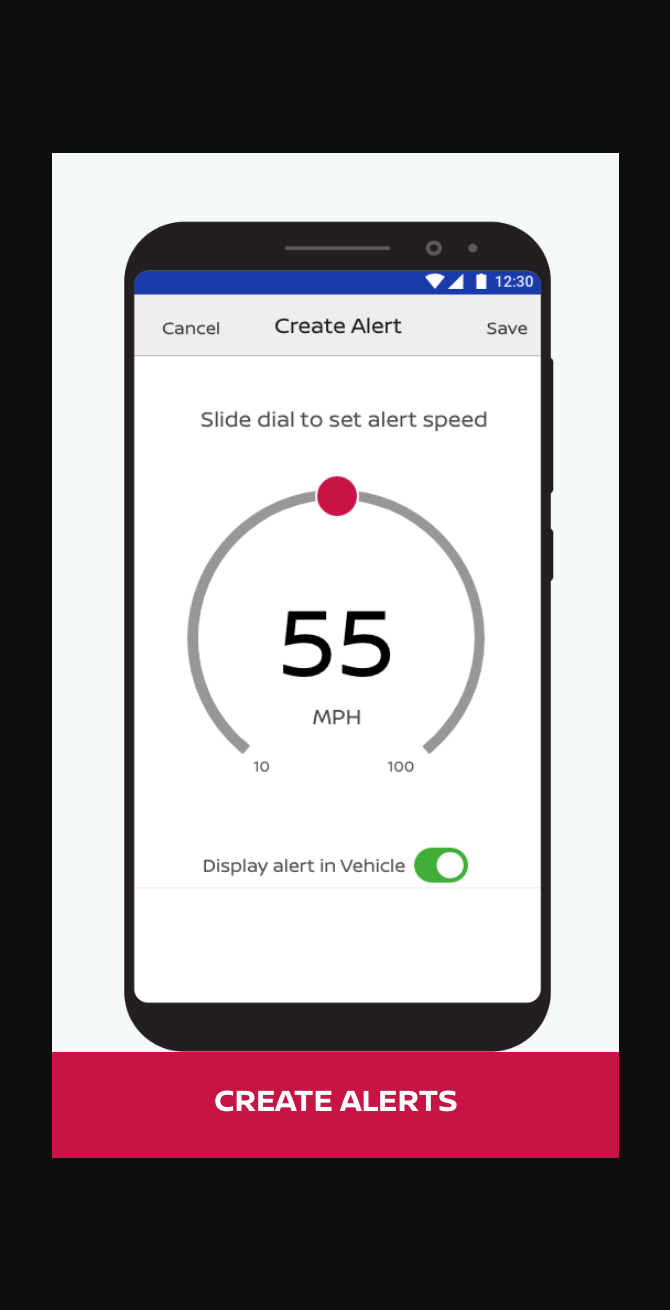 12:30
Cancel Create Alert Save
Slide dial to set alert speed
55
MPH
10 100
Display alert in Vehicle
CREATE ALERTS